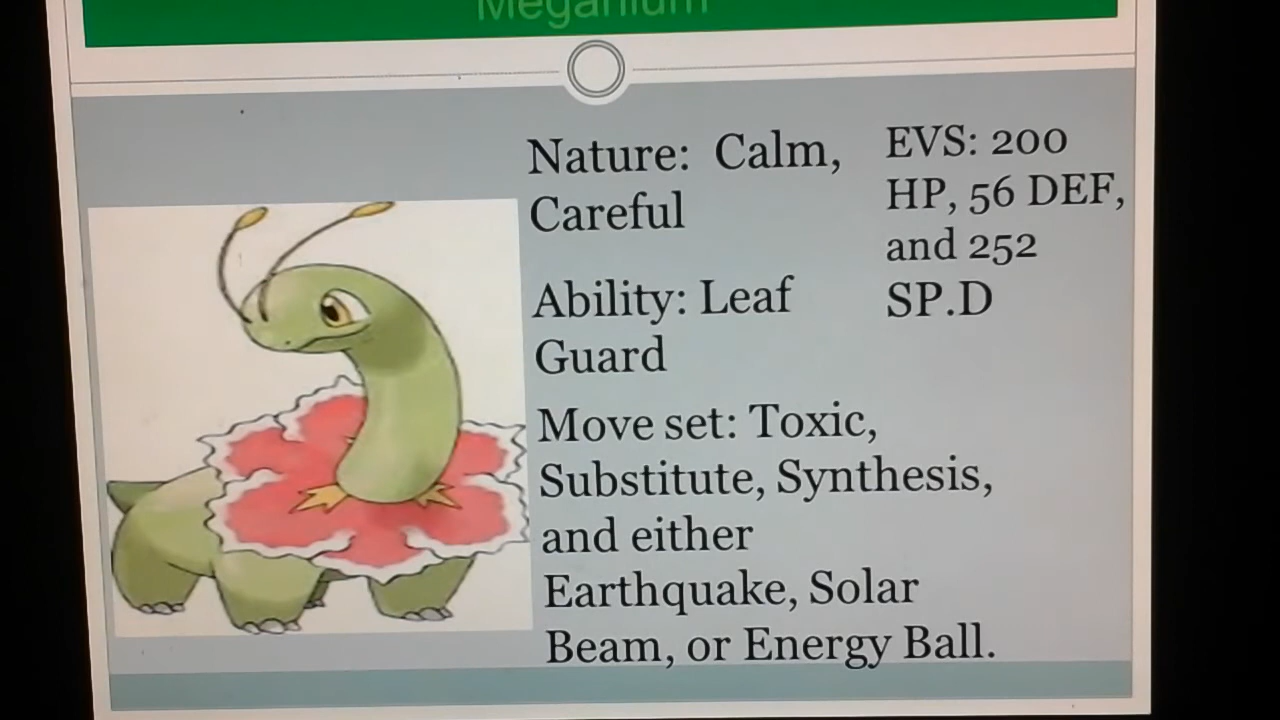 Meganium
Nature: Calm,
Careful
Ability: Leaf
Guard
Move set: Toxic,
Substitute, Synthesis,
and either
Earthquake, Solar
Beam, or Energy Ball.
EVS: 200
HP, 56 DEF,
and 252
SP.D